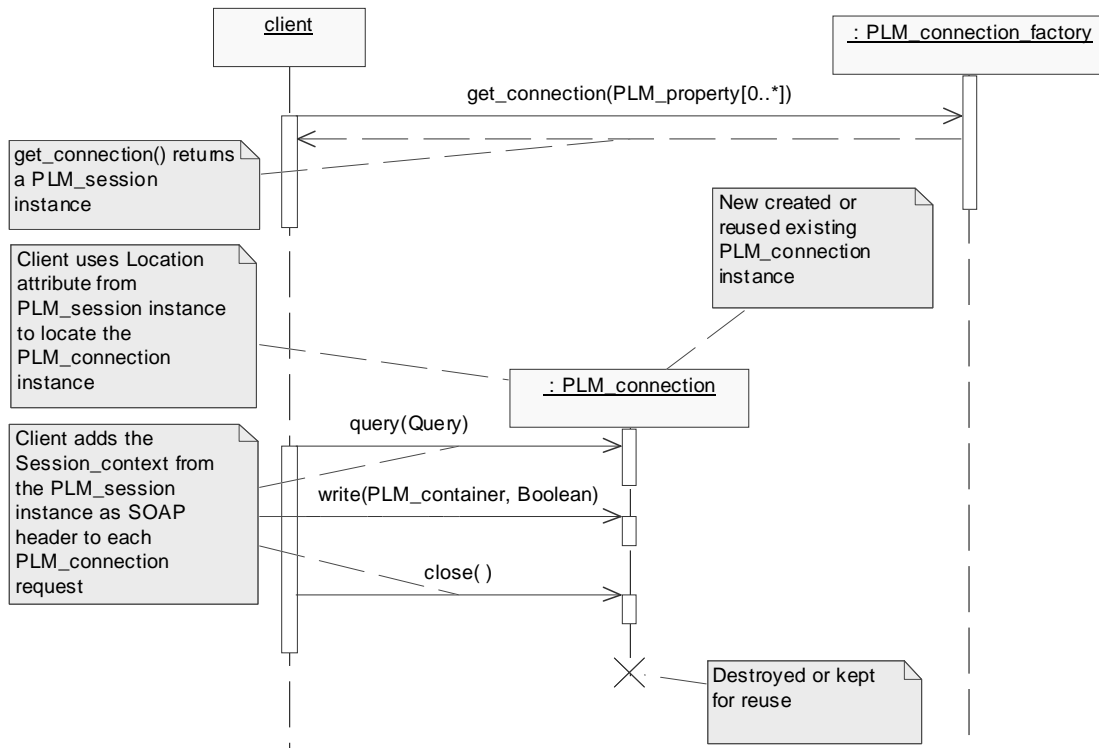 client
: PLM_connection_factory
get_connection(PLM_property[0..*])
get_connection() returns
a PLM_session
instance
New created or
reused existing
PLM_connection
instance
Client uses Location
attribute from
PLM_session instance
to locate the
PLM_connection
instance
: PLM_connection
query(Query)
Client adds the
Session_context from
the PLM_session
instance as SOAP
header to each
PLM_connection
request
write(PLM_container, Boolean)
close( )
Destroyed or kept
for reuse